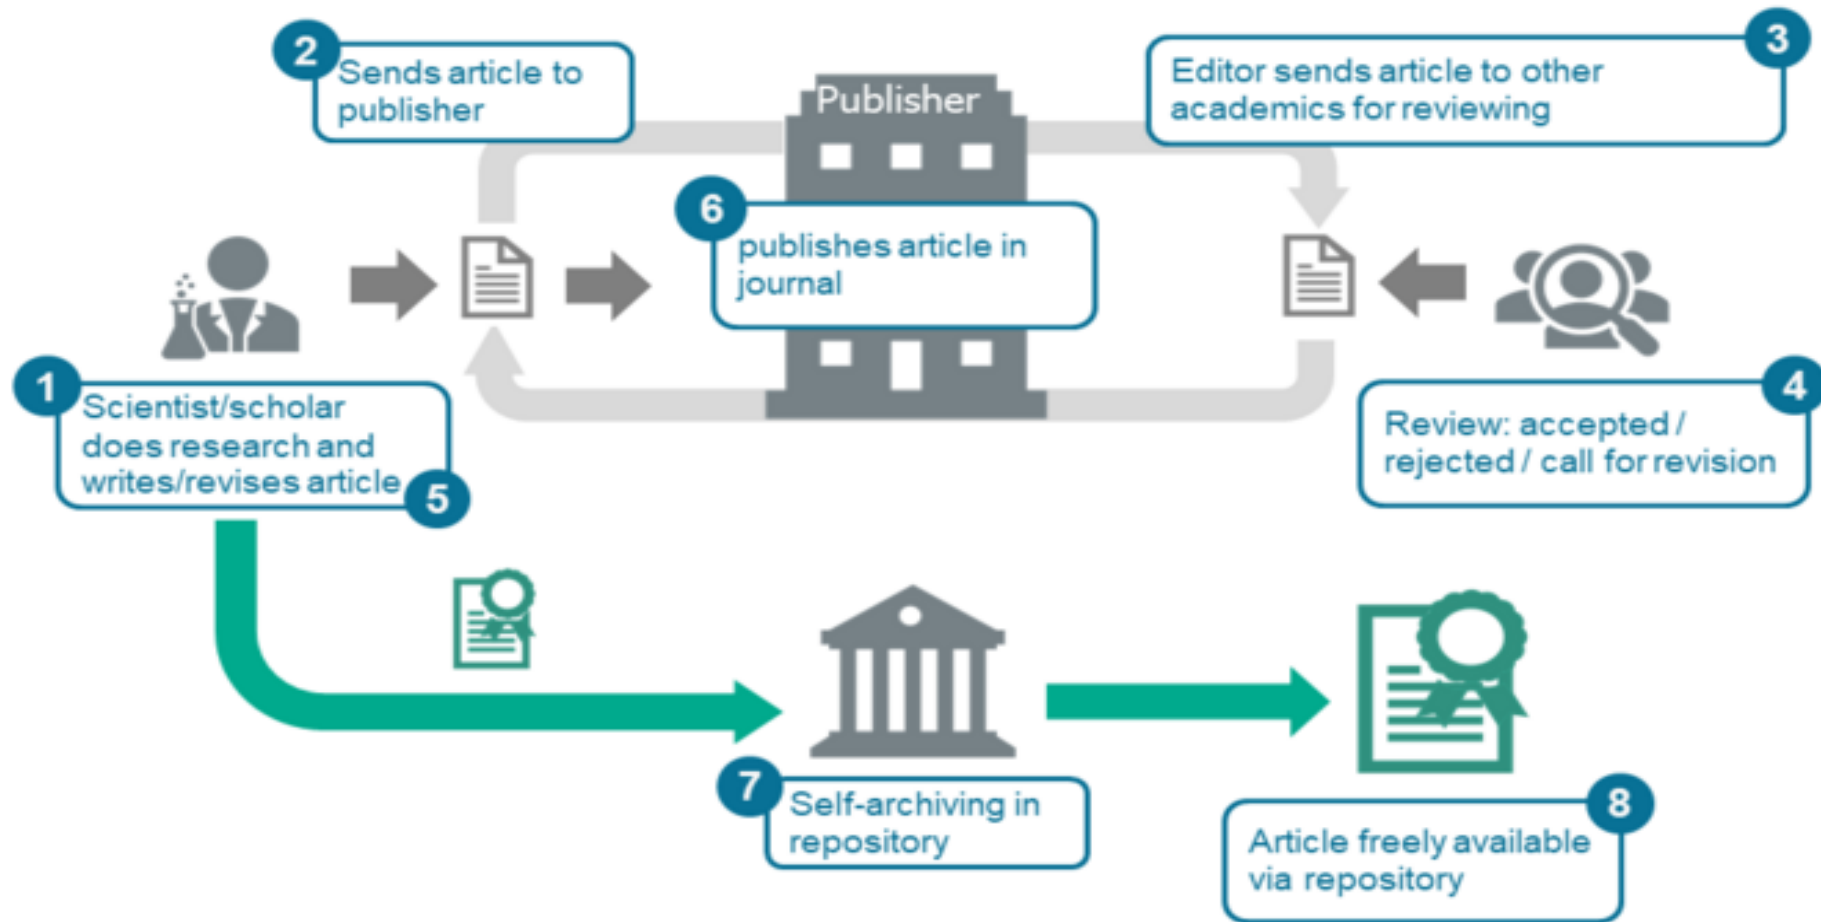 2
Sends article to
publisher
Publisher
3
Editor sends article to other
academics for reviewing
6
publishes article in
journal
1
Scientist/scholar
does research and
writes/revises article
5
4
Review: accepted /
rejected / call for revision
7
Self-archiving in
repository
8
Article freely available
via repository